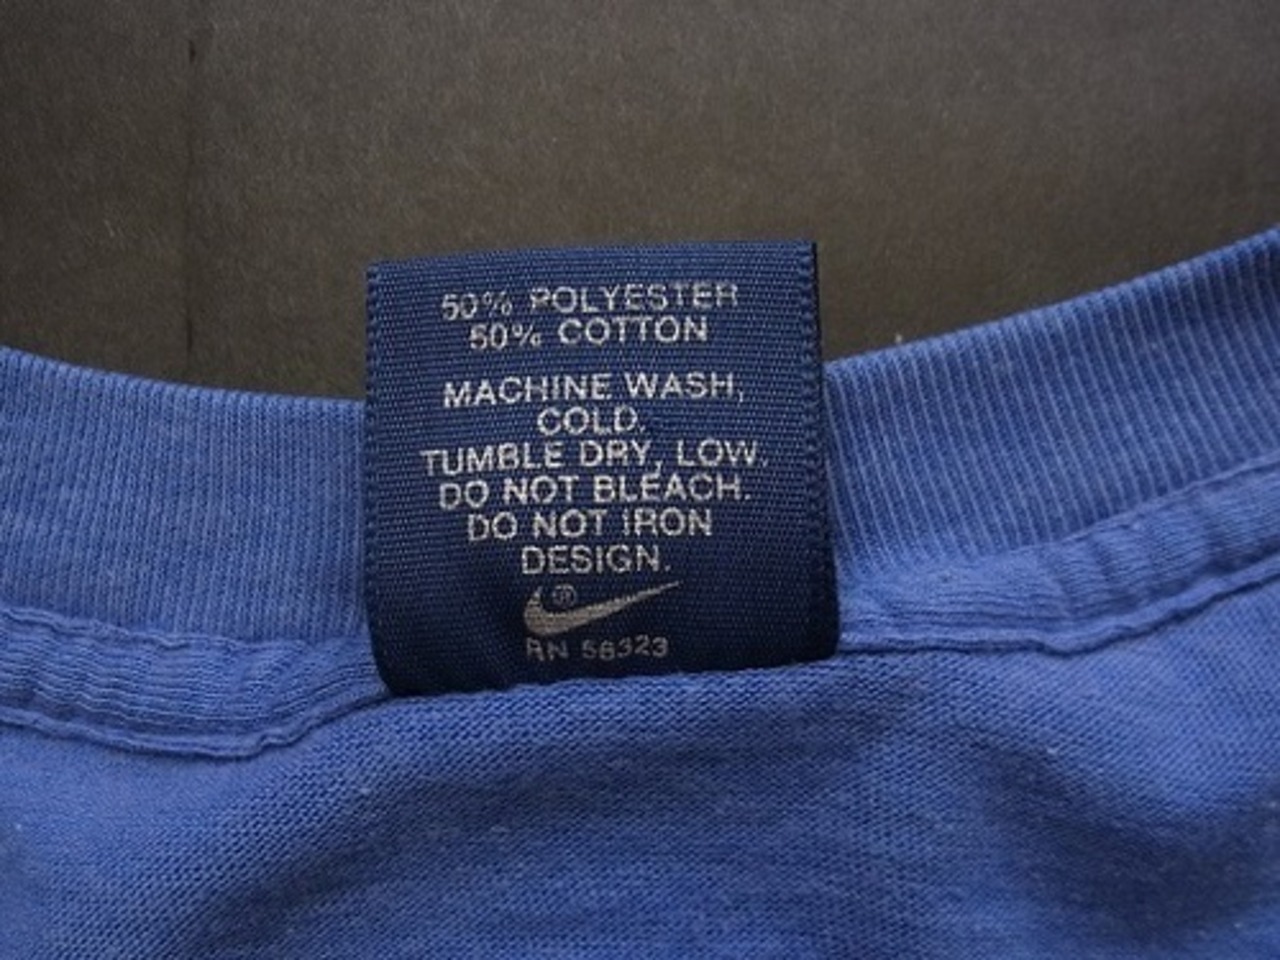 50% POLYESTER
50% COTTON
MACHINE WASH,
COLD.
TUMBLE DRY, LOW.
DO NOT BLEACH.
DO NOT IRON
DESIGN.
®
RN 56323